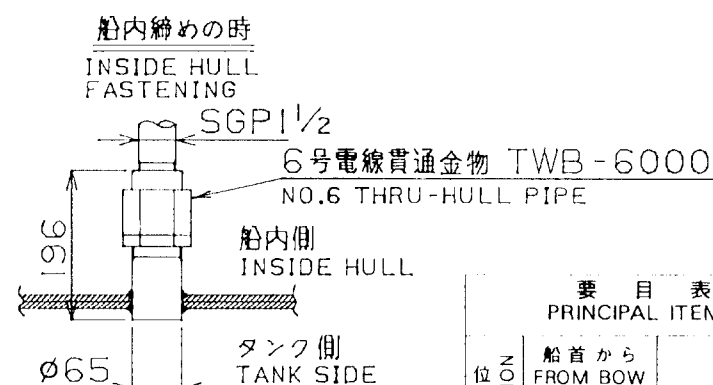 船内締めの時
INSIDE HULL
FASTENING
SGP1 1/2
6号電線貫通金物 TWB-6000
NO.6 THRU-HULL PIPE
196
船内側
INSIDE HULL
要 目 表
PRINCIPAL ITEM
タンク側
TANK SIDE
ø65
位
船首から
FROM BOW